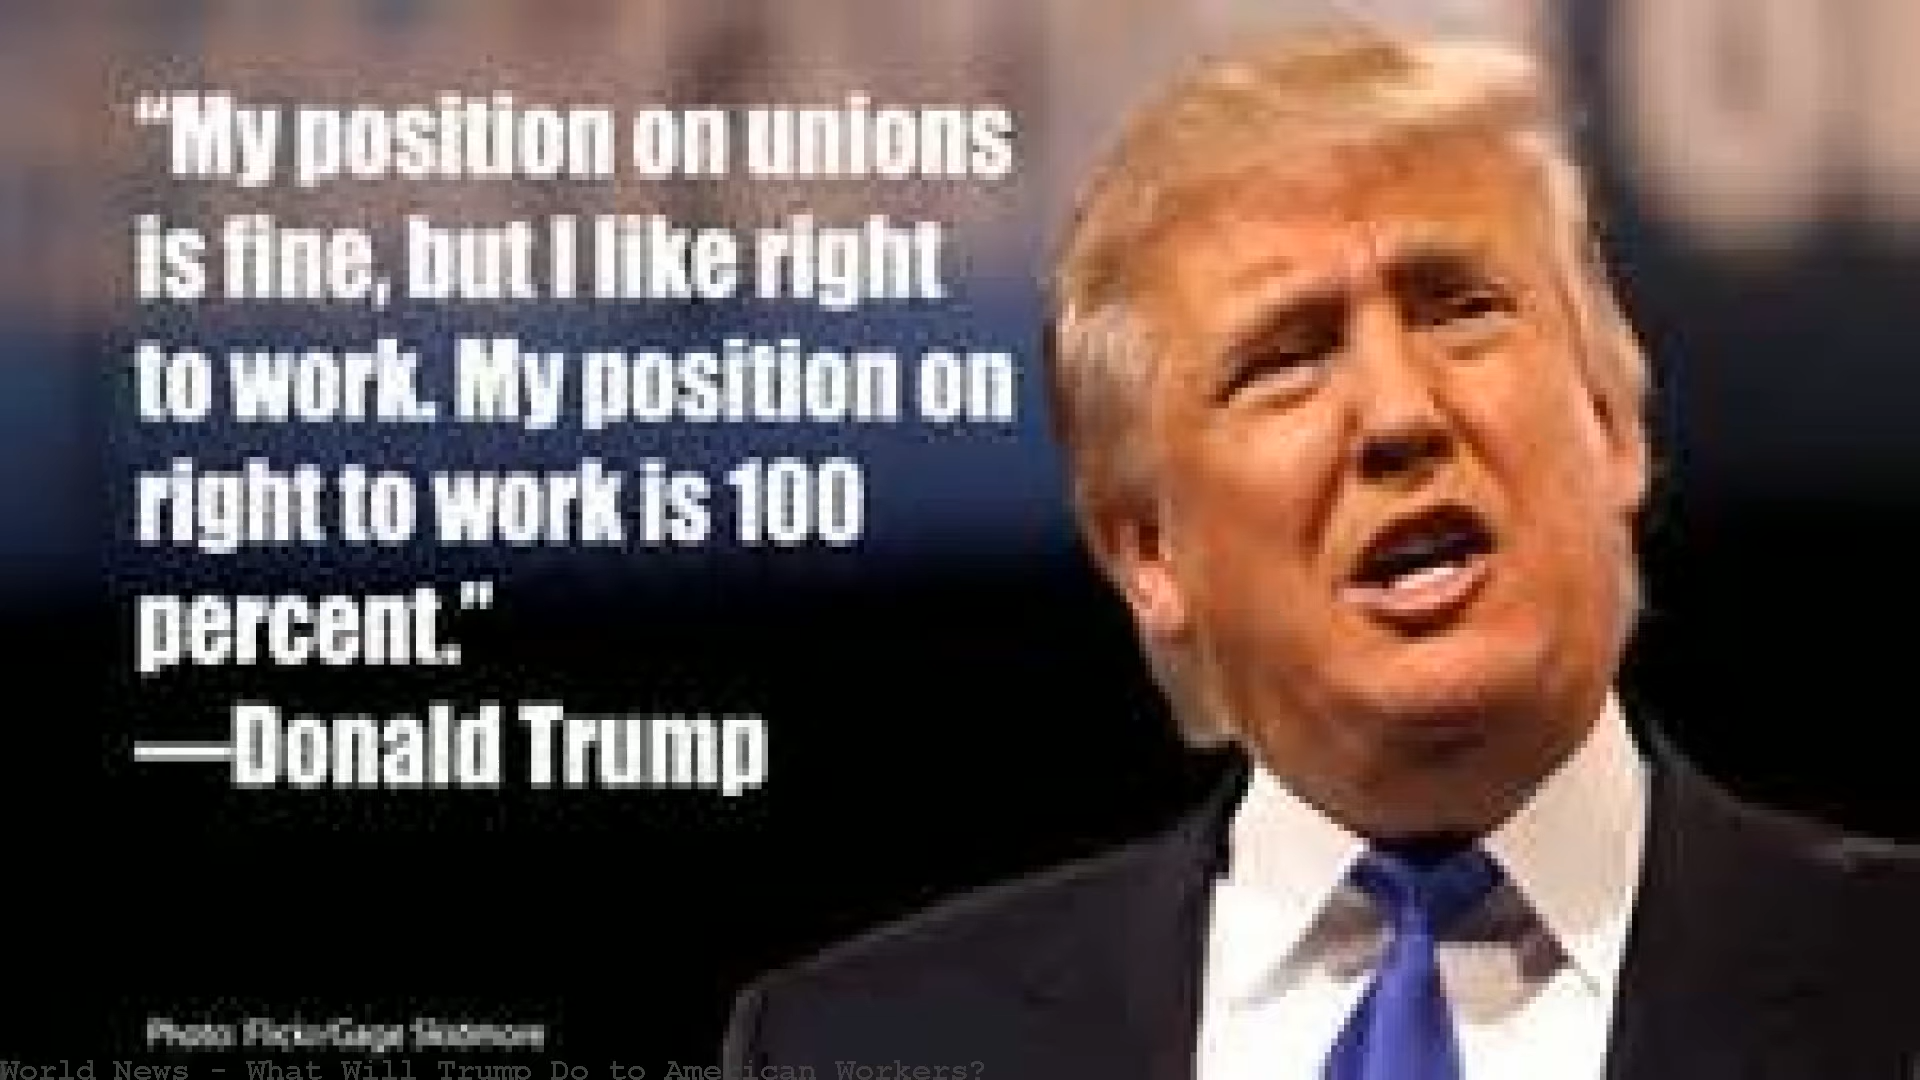 “My position on unions
is fine, but I like right
to work. My position on
right to work is 100
percent.”
—Donald Trump
Photo: Flickr/Gage Skidmore
World News - What Will Trump Do to American Workers?